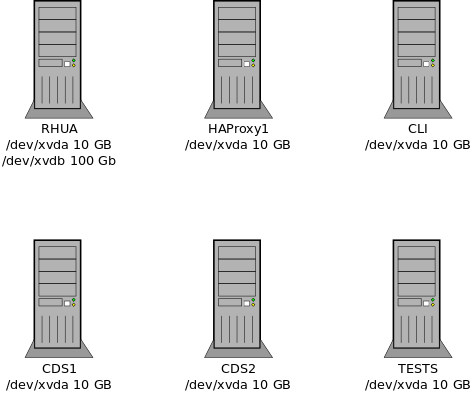 RHUA
/dev/xvda 10 GB
/dev/xvdb 100 Gb
HAProxy1
/dev/xvda 10 GB
CLI
/dev/xvda 10 GB
CDS1
/dev/xvda 10 GB
CDS2
/dev/xvda 10 GB
TESTS
/dev/xvda 10 GB